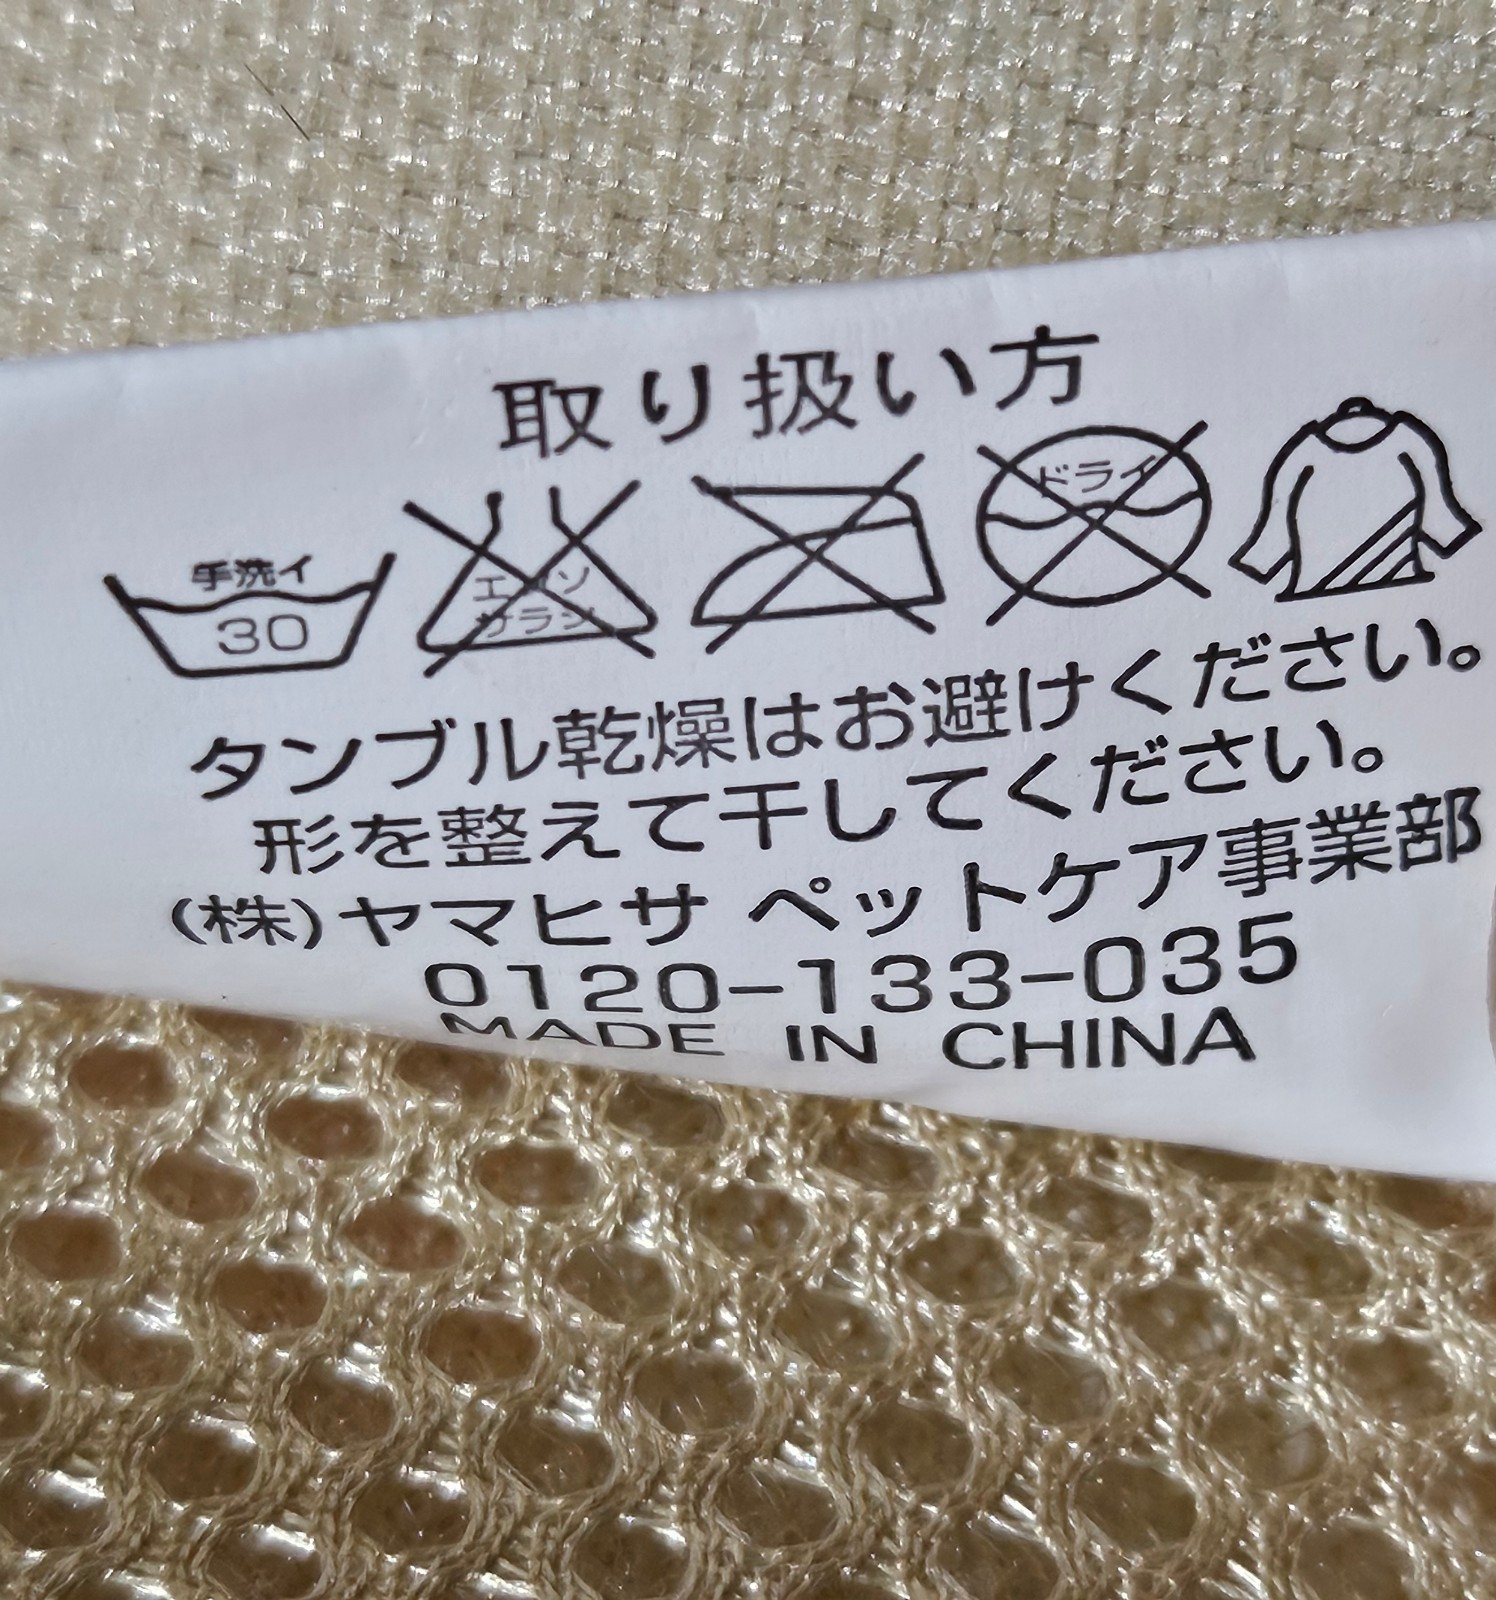 取り扱い方
手洗イ
30
エンソ
サラシ
ドライ
タンブル乾燥はお避けください。
形を整えて干してください。
(株)ヤマヒサ ペットケア事業部
0120-133-035
MADE IN CHINA